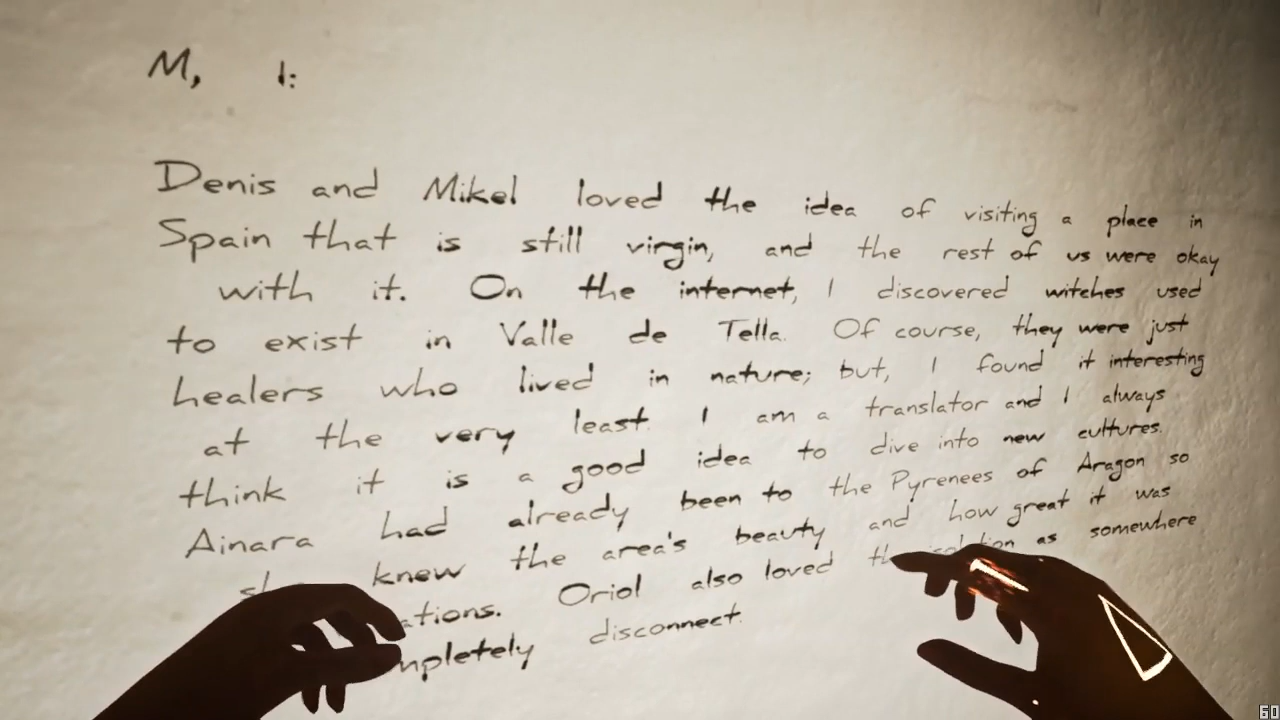 M, 1:
Denis and Mikel loved the idea of visiting a place in
Spain that is still virgin, and the rest of us were okay
with it. On the internet, I discovered witches used
to exist in Valle de Tella. Of course, they were just
healers who lived in nature; but, I found it interesting
at the very least. I am a translator and I always
think it is a good idea to dive into new cultures.
Ainara had already been to the Pyrenees of Aragon so
knew the area's beauty and how great it was
Oriol also loved as somewhere
disconnect.
60